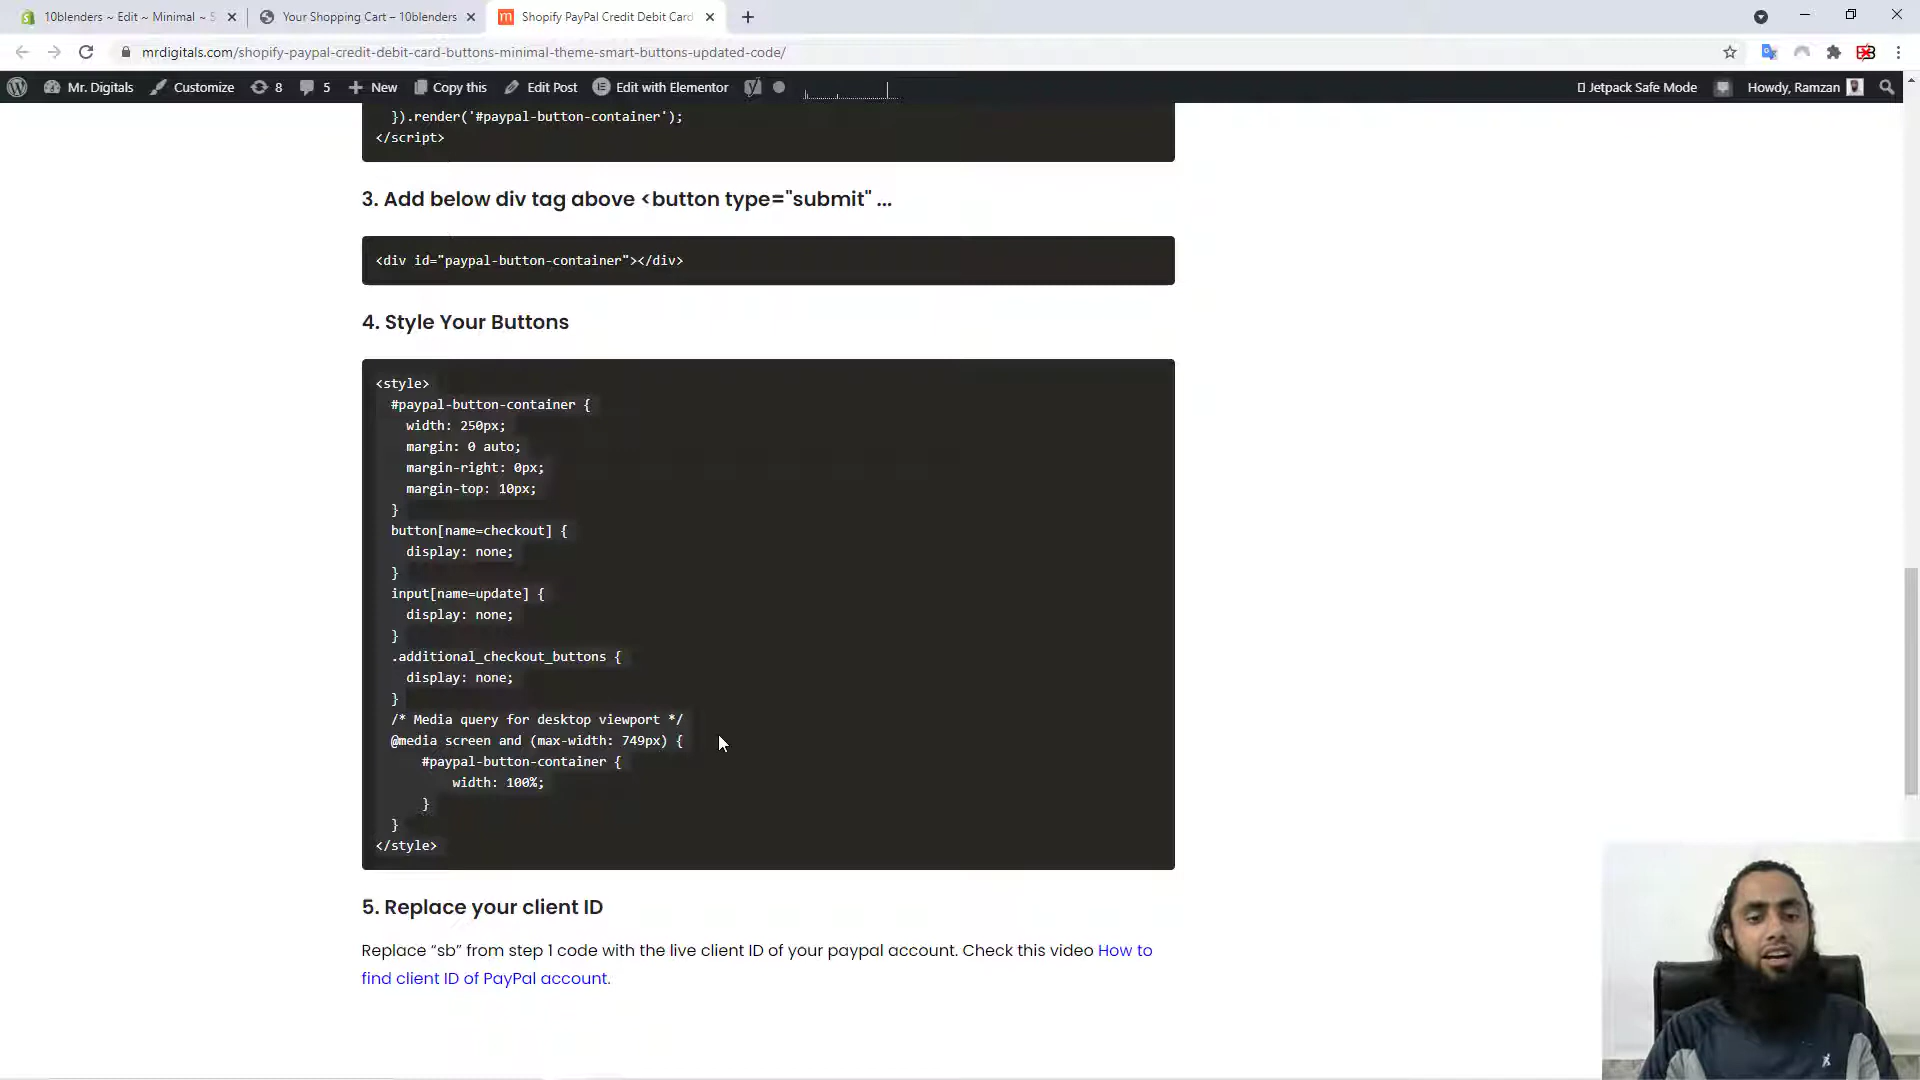 10blenders ~ Edit ~ Minimal ~ S
Your Shopping Cart – 10blenders
Shopify PayPal Credit Debit Card
mrdigitals.com/shopify-paypal-credit-debit-card-buttons-minimal-theme-smart-buttons-updated-code/
Mr. Digitals Customize 8 5 New Copy this Edit Post Edit with Elementor Jetpack Safe Mode Howdy, Ramzan
}).render('#paypal-button-container');
</script>
3. Add below div tag above <button type="submit" ...
<div id="paypal-button-container"></div>
4. Style Your Buttons
<style>
#paypal-button-container {
width: 250px;
margin: 0 auto;
margin-right: 0px;
margin-top: 10px;
}
button[name=checkout] {
display: none;
}
input[name=update] {
display: none;
}
.additional_checkout_buttons {
display: none;
}
/* Media query for desktop viewport */
@media screen and (max-width: 749px) {
#paypal-button-container {
width: 100%;
}
}
</style>
5. Replace your client ID
Replace “sb” from step 1 code with the live client ID of your paypal account. Check this video How to
find client ID of PayPal account.